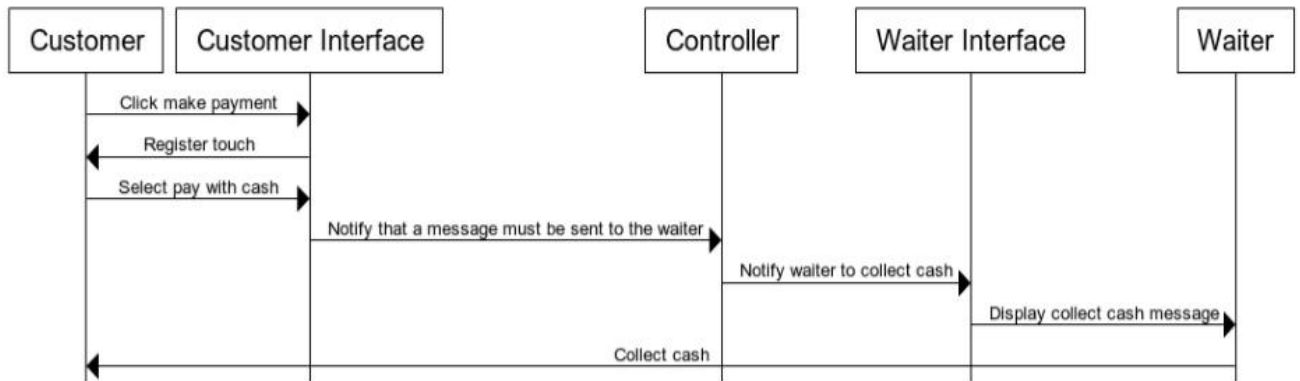 Customer
Customer Interface
Controller
Waiter Interface
Waiter
Click make payment
Register touch
Select pay with cash
Notify that a message must be sent to the waiter
Notify waiter to collect cash
Display collect cash message
Collect cash